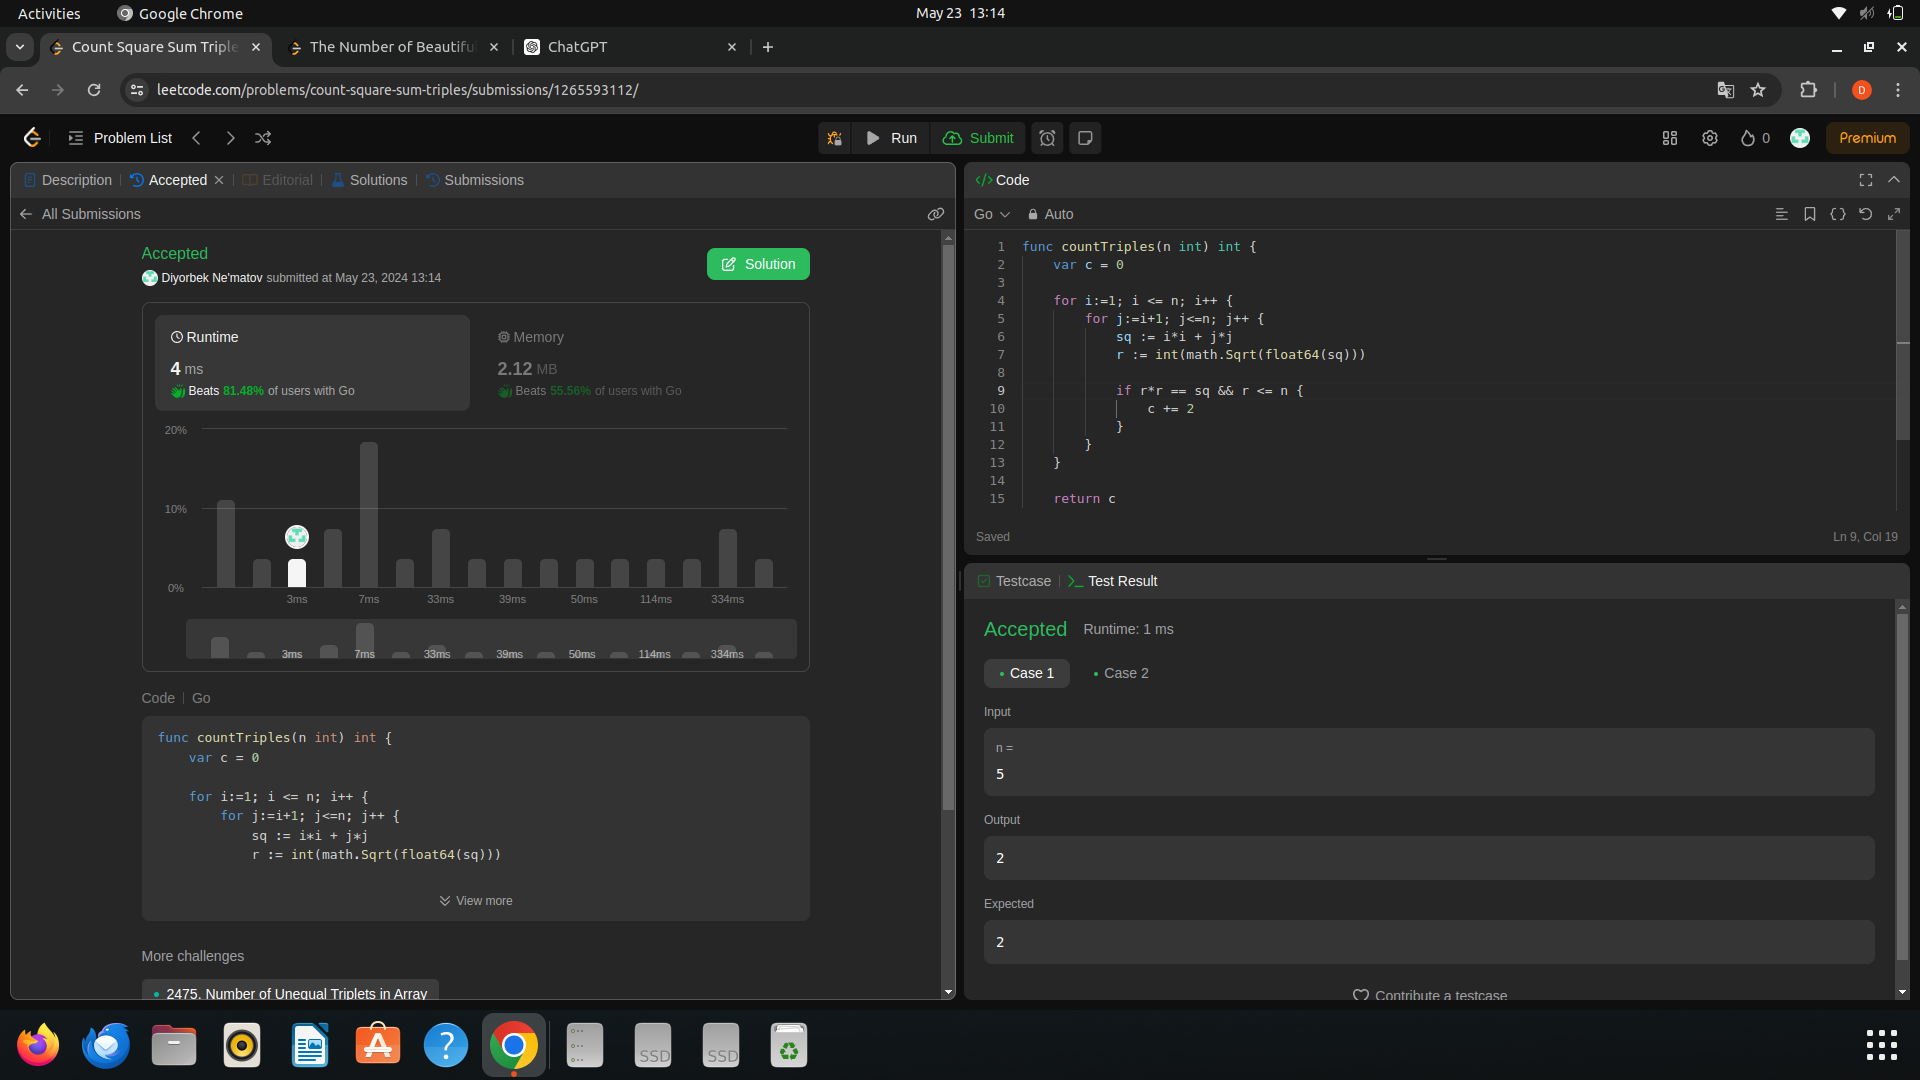 Activities
Google Chrome
May 23 13:14
Count Square Sum Triple
The Number of Beautifu
ChatGPT
leetcode.com/problems/count-square-sum-triples/submissions/1265593112/
D
Problem List
Run
Submit
0
Premium
Description
Accepted
Editorial
Solutions
Submissions
All Submissions
Accepted
Diyorbek Ne'matov submitted at May 23, 2024 13:14
Solution
Runtime
4 ms
Beats 81.48% of users with Go
Memory
2.12 MB
Beats 55.56% of users with Go
20%
10%
0%
3ms 7ms 33ms 39ms 50ms 114ms 334ms
3ms 7ms 33ms 39ms 50ms 114ms 334ms
Code | Go
func countTriples(n int) int {
    var c = 0
    for i:=1; i <= n; i++ {
        for j:=i+1; j<=n; j++ {
            sq := i*i + j*j
            r := int(math.Sqrt(float64(sq)))
View more
More challenges
2475. Number of Unequal Triplets in Array
</> Code
Go
Auto
1 func countTriples(n int) int {
2     var c = 0
3
4     for i:=1; i <= n; i++ {
5         for j:=i+1; j<=n; j++ {
6             sq := i*i + j*j
7             r := int(math.Sqrt(float64(sq)))
8
9             if r*r == sq && r <= n {
10                 c += 2
11             }
12         }
13     }
14
15     return c
Saved
Ln 9, Col 19
Testcase
Test Result
Accepted
Runtime: 1 ms
Case 1
Case 2
Input
n =
5
Output
2
Expected
2
Contribute a testcase
SSD
SSD